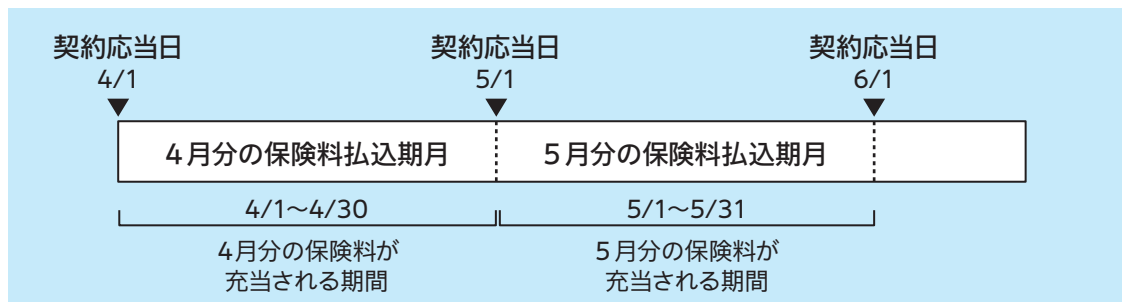 契約応当日 契約応当日 契約応当日
4/1 5/1 6/1
4月分の保険料払込期月 5月分の保険料払込期月
4/1～4/30 5/1～5/31
4月分の保険料が 5月分の保険料が
充当される期間 充当される期間